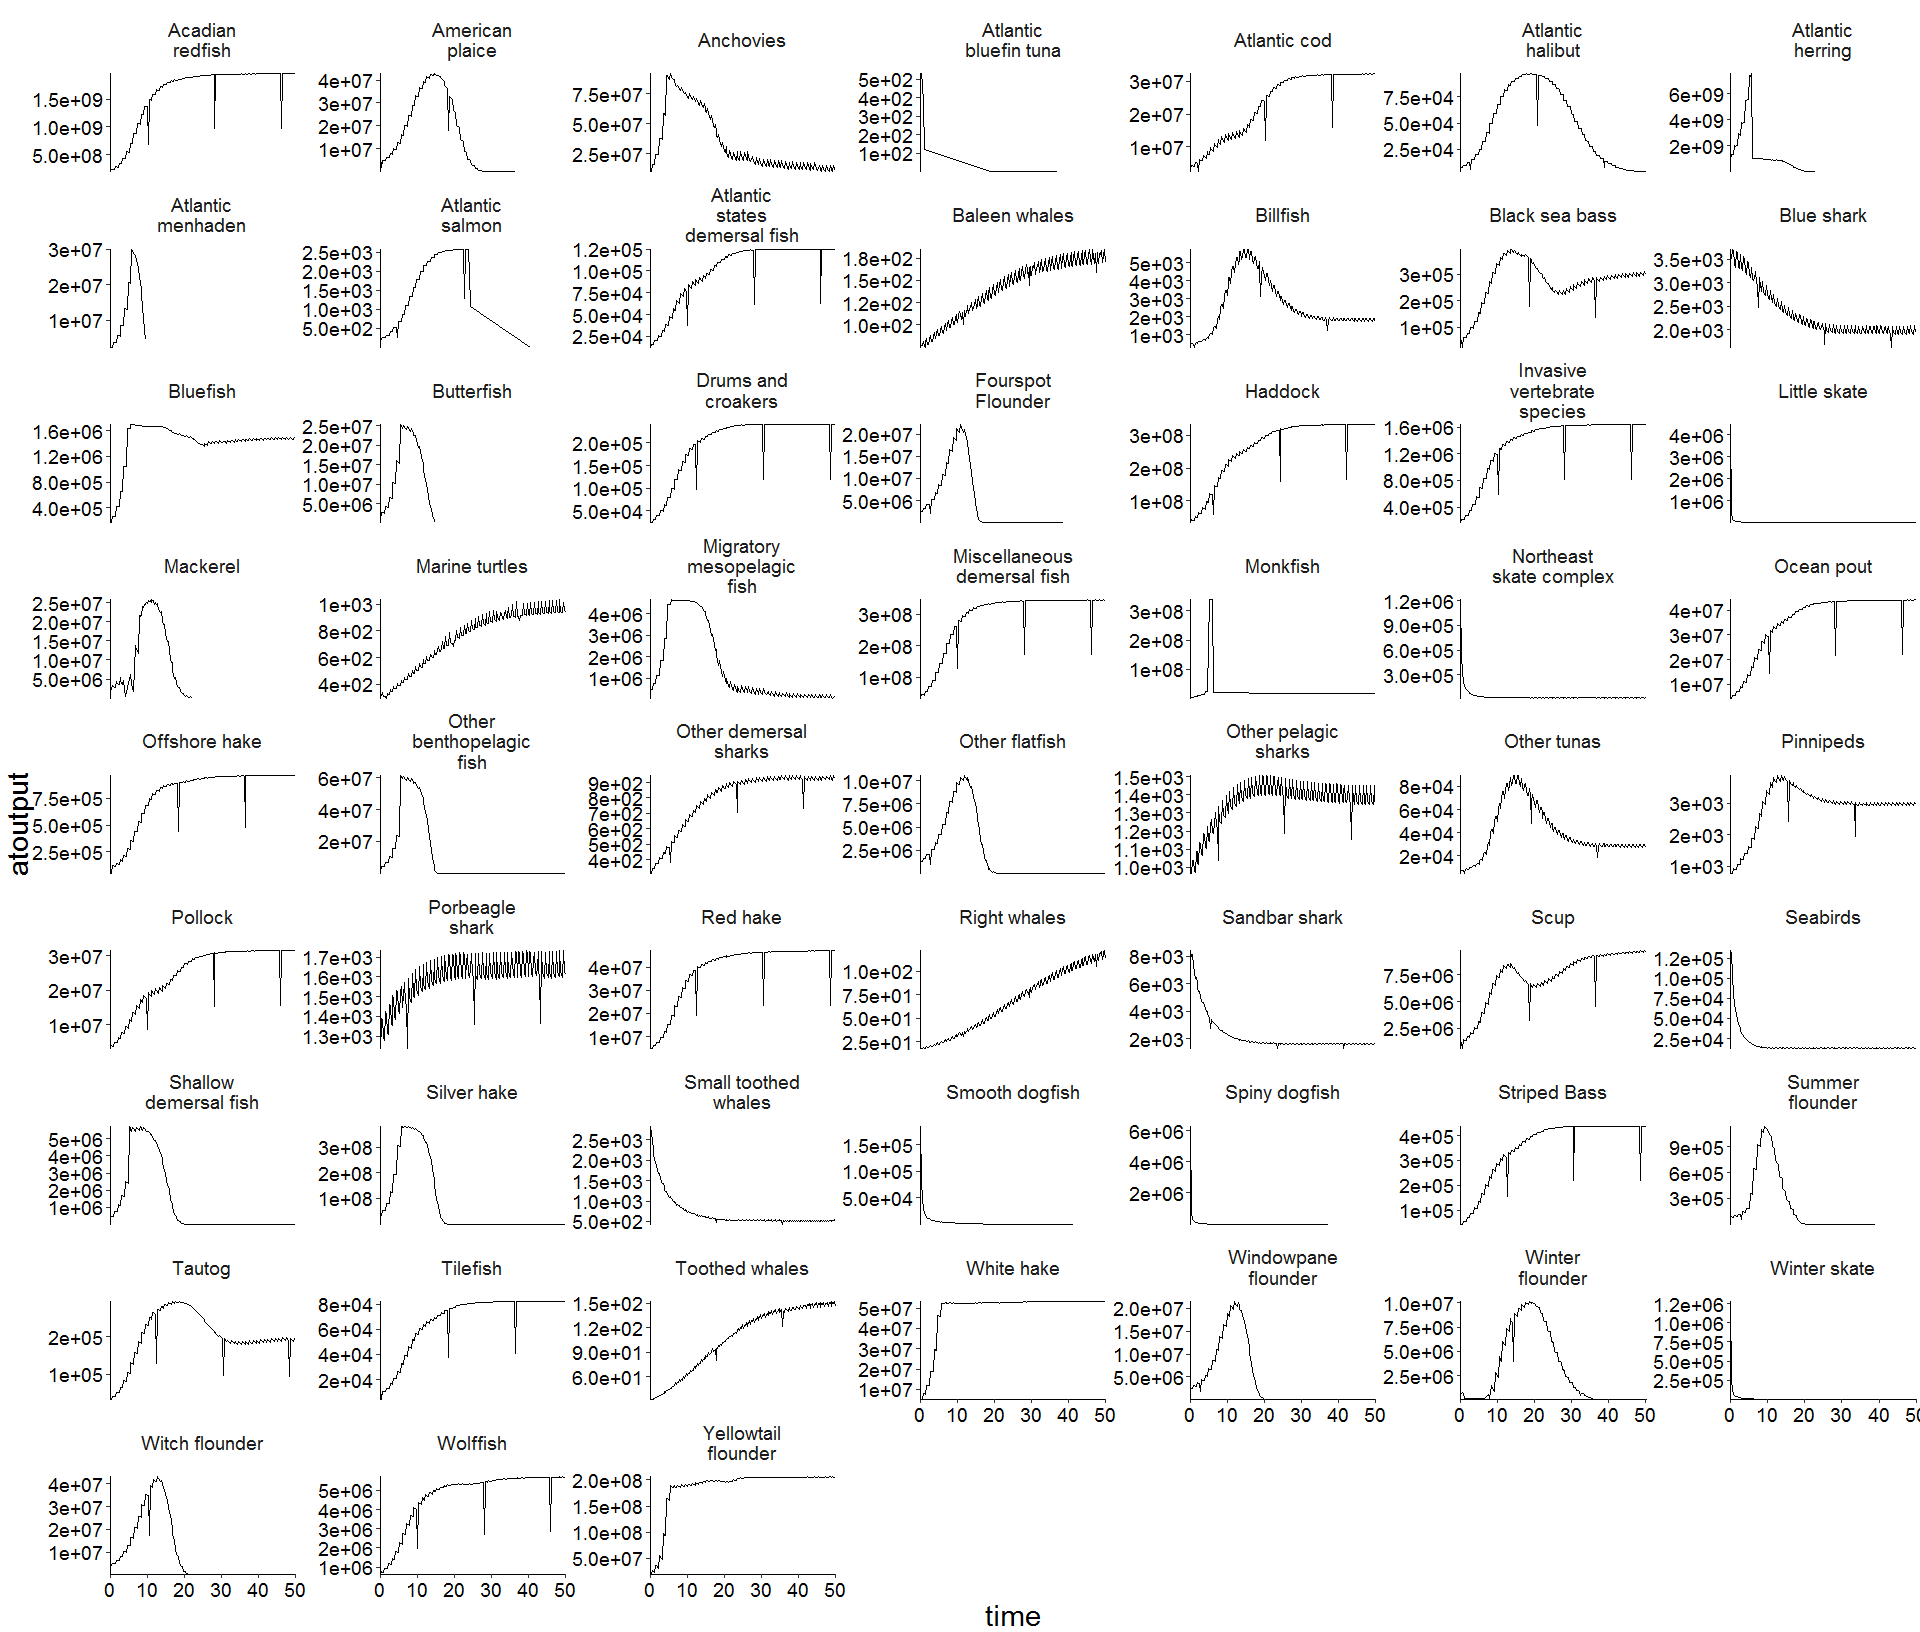 Acadian
redfish
American
plaice
Anchovies
Atlantic
bluefin tuna
Atlantic cod
Atlantic
halibut
Atlantic
herring
1.5e+09
1.0e+09
5.0e+08
4e+07
3e+07
2e+07
1e+07
7.5e+07
5.0e+07
2.5e+07
5e+02
4e+02
3e+02
2e+02
1e+02
3e+07
2e+07
1e+07
7.5e+04
5.0e+04
2.5e+04
6e+09
4e+09
2e+09
Atlantic
menhaden
Atlantic
salmon
Atlantic
states
demersal fish
Baleen whales
Billfish
Black sea bass
Blue shark
3e+07
2e+07
1e+07
2.5e+03
2.0e+03
1.5e+03
1.0e+03
5.0e+02
1.2e+05
1.0e+05
7.5e+04
5.0e+04
2.5e+04
1.8e+02
1.5e+02
1.2e+02
1.0e+02
5e+03
4e+03
3e+03
2e+03
1e+03
3e+05
2e+05
1e+05
3.5e+03
3.0e+03
2.5e+03
2.0e+03
Bluefish
Butterfish
Drums and
croakers
Fourspot
Flounder
Haddock
Invasive
vertebrate
species
Little skate
1.6e+06
1.2e+06
8.0e+05
4.0e+05
2.5e+07
2.0e+07
1.5e+07
1.0e+07
5.0e+06
2.0e+05
1.5e+05
1.0e+05
5.0e+04
2.0e+07
1.5e+07
1.0e+07
5.0e+06
3e+08
2e+08
1e+08
1.6e+06
1.2e+06
8.0e+05
4.0e+05
4e+06
3e+06
2e+06
1e+06
Mackerel
Marine turtles
Migratory
mesopelagic
fish
Miscellaneous
demersal fish
Monkfish
Northeast
skate complex
Ocean pout
2.5e+07
2.0e+07
1.5e+07
1.0e+07
5.0e+06
1e+03
8e+02
6e+02
4e+02
4e+06
3e+06
2e+06
1e+06
3e+08
2e+08
1e+08
3e+08
2e+08
1e+08
1.2e+06
9.0e+05
6.0e+05
3.0e+05
4e+07
3e+07
2e+07
1e+07
atoutput
Offshore hake
Other
benthopelagic
fish
Other demersal
sharks
Other flatfish
Other pelagic
sharks
Other tunas
Pinnipeds
7.5e+05
5.0e+05
2.5e+05
6e+07
4e+07
2e+07
9e+02
8e+02
7e+02
6e+02
5e+02
4e+02
1.0e+07
7.5e+06
5.0e+06
2.5e+06
1.5e+03
1.4e+03
1.3e+03
1.2e+03
1.1e+03
1.0e+03
8e+04
6e+04
4e+04
2e+04
3e+03
2e+03
1e+03
Pollock
Porbeagle
shark
Red hake
Right whales
Sandbar shark
Scup
Seabirds
3e+07
2e+07
1e+07
1.7e+03
1.6e+03
1.5e+03
1.4e+03
1.3e+03
4e+07
3e+07
2e+07
1e+07
1.0e+02
7.5e+01
5.0e+01
2.5e+01
8e+03
6e+03
4e+03
2e+03
7.5e+06
5.0e+06
2.5e+06
1.2e+05
1.0e+05
7.5e+04
5.0e+04
2.5e+04
Shallow
demersal fish
Silver hake
Small toothed
whales
Smooth dogfish
Spiny dogfish
Striped Bass
Summer
flounder
5e+06
4e+06
3e+06
2e+06
1e+06
3e+08
2e+08
1e+08
2.5e+03
2.0e+03
1.5e+03
1.0e+03
5.0e+02
1.5e+05
1.0e+05
5.0e+04
6e+06
4e+06
2e+06
4e+05
3e+05
2e+05
1e+05
9e+05
6e+05
3e+05
Tautog
Tilefish
Toothed whales
White hake
Windowpane
flounder
Winter
flounder
Winter skate
2e+05
1e+05
8e+04
6e+04
4e+04
2e+04
1.5e+02
1.2e+02
9.0e+01
6.0e+01
5e+07
4e+07
3e+07
2e+07
1e+07
2.0e+07
1.5e+07
1.0e+07
5.0e+06
1.0e+07
7.5e+06
5.0e+06
2.5e+06
1.2e+06
1.0e+06
7.5e+05
5.0e+05
2.5e+05
0 10 20 30 40 50
0 10 20 30 40 50
0 10 20 30 40 50
0 10 20 30 40 50
Witch flounder
Wolffish
Yellowtail
flounder
4e+07
3e+07
2e+07
1e+07
5e+06
4e+06
3e+06
2e+06
1e+06
2.0e+08
1.5e+08
1.0e+08
5.0e+07
0 10 20 30 40 50
0 10 20 30 40 50
0 10 20 30 40 50
time